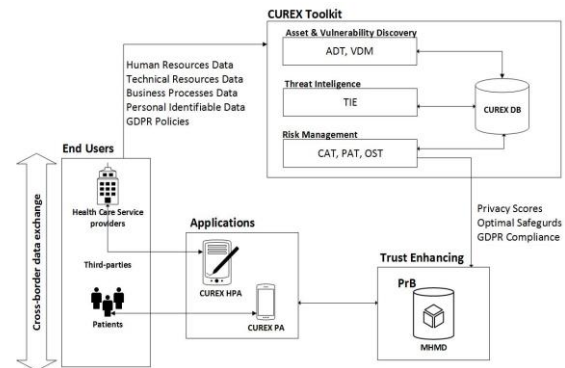 CUREX Toolkit
Asset & Vulnerability Discovery
ADT, VDM
Threat Inteligence
TIE
Risk Management
CAT, PAT, OST
CUREX DB
Human Resources Data
Technical Resources Data
Business Processes Data
Personal Identifiable Data
GDPR Policies
End Users
Health Care Service
providers
Third-parties
Patients
Cross-border data exchange
Applications
CUREX HPA
CUREX PA
Privacy Scores
Optimal Safegurds
GDPR Compliance
Trust Enhancing
PrB
MHMD